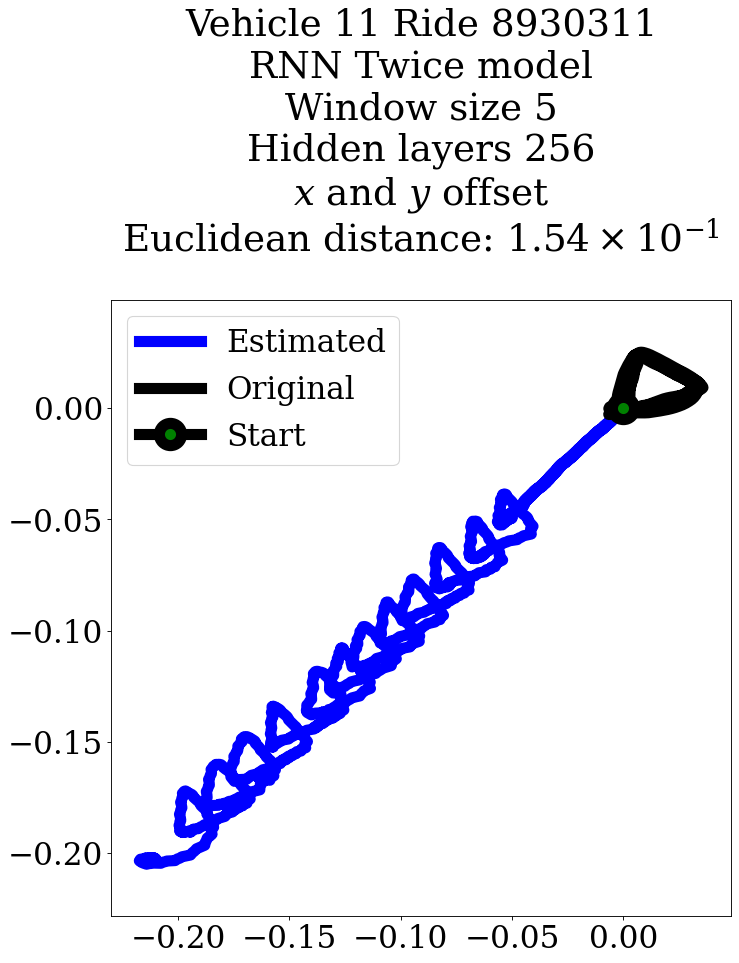 Vehicle 11 Ride 8930311
RNN Twice model
Window size 5
Hidden layers 256
x and y offset
Euclidean distance: 1.54 × 10⁻¹
Estimated
Original
Start
0.00
−0.05
−0.10
−0.15
−0.20
−0.20 −0.15 −0.10 −0.05 0.00